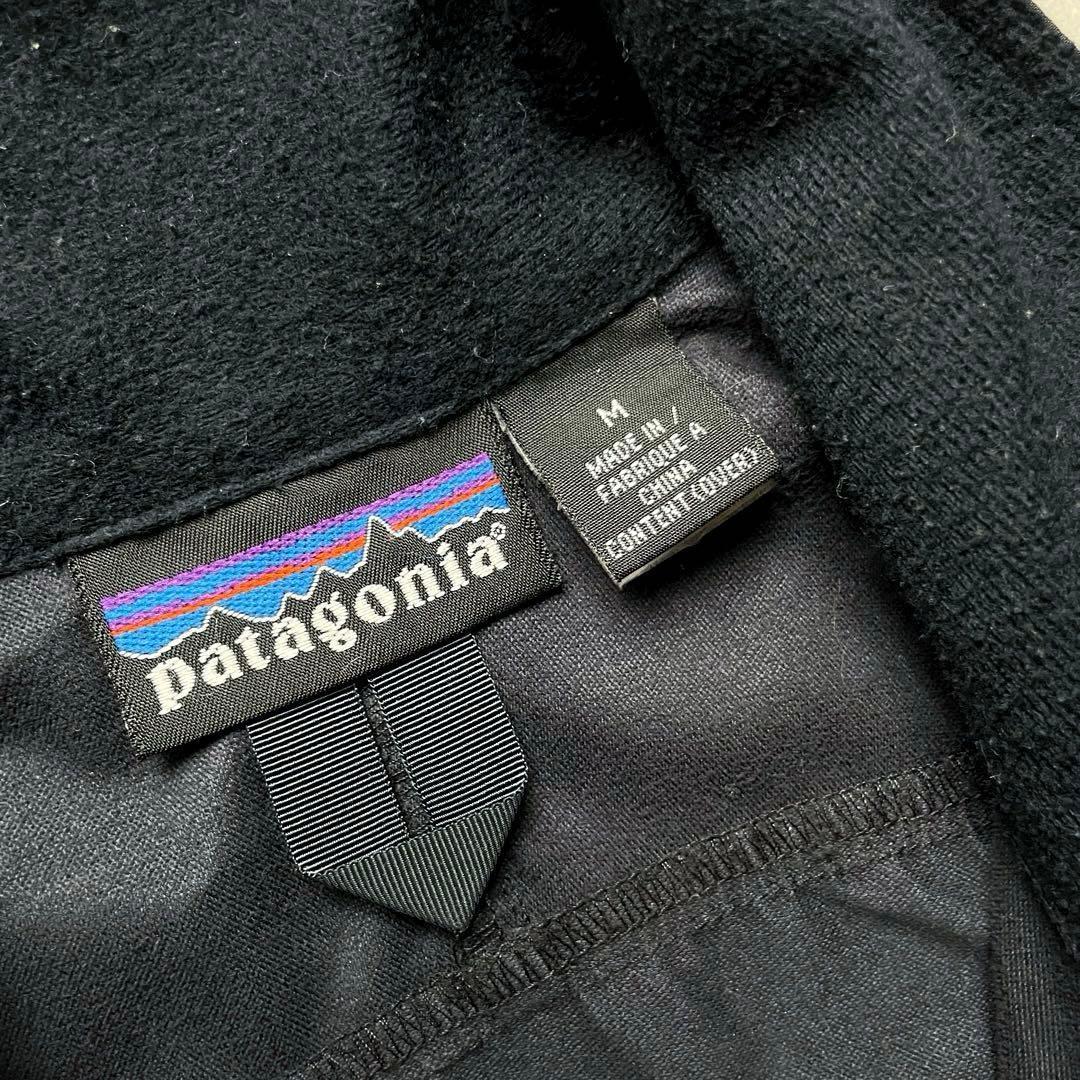 patagonia®
M
MADE IN /
FABRIQUE A
CHINA
CONTENT (OVER)